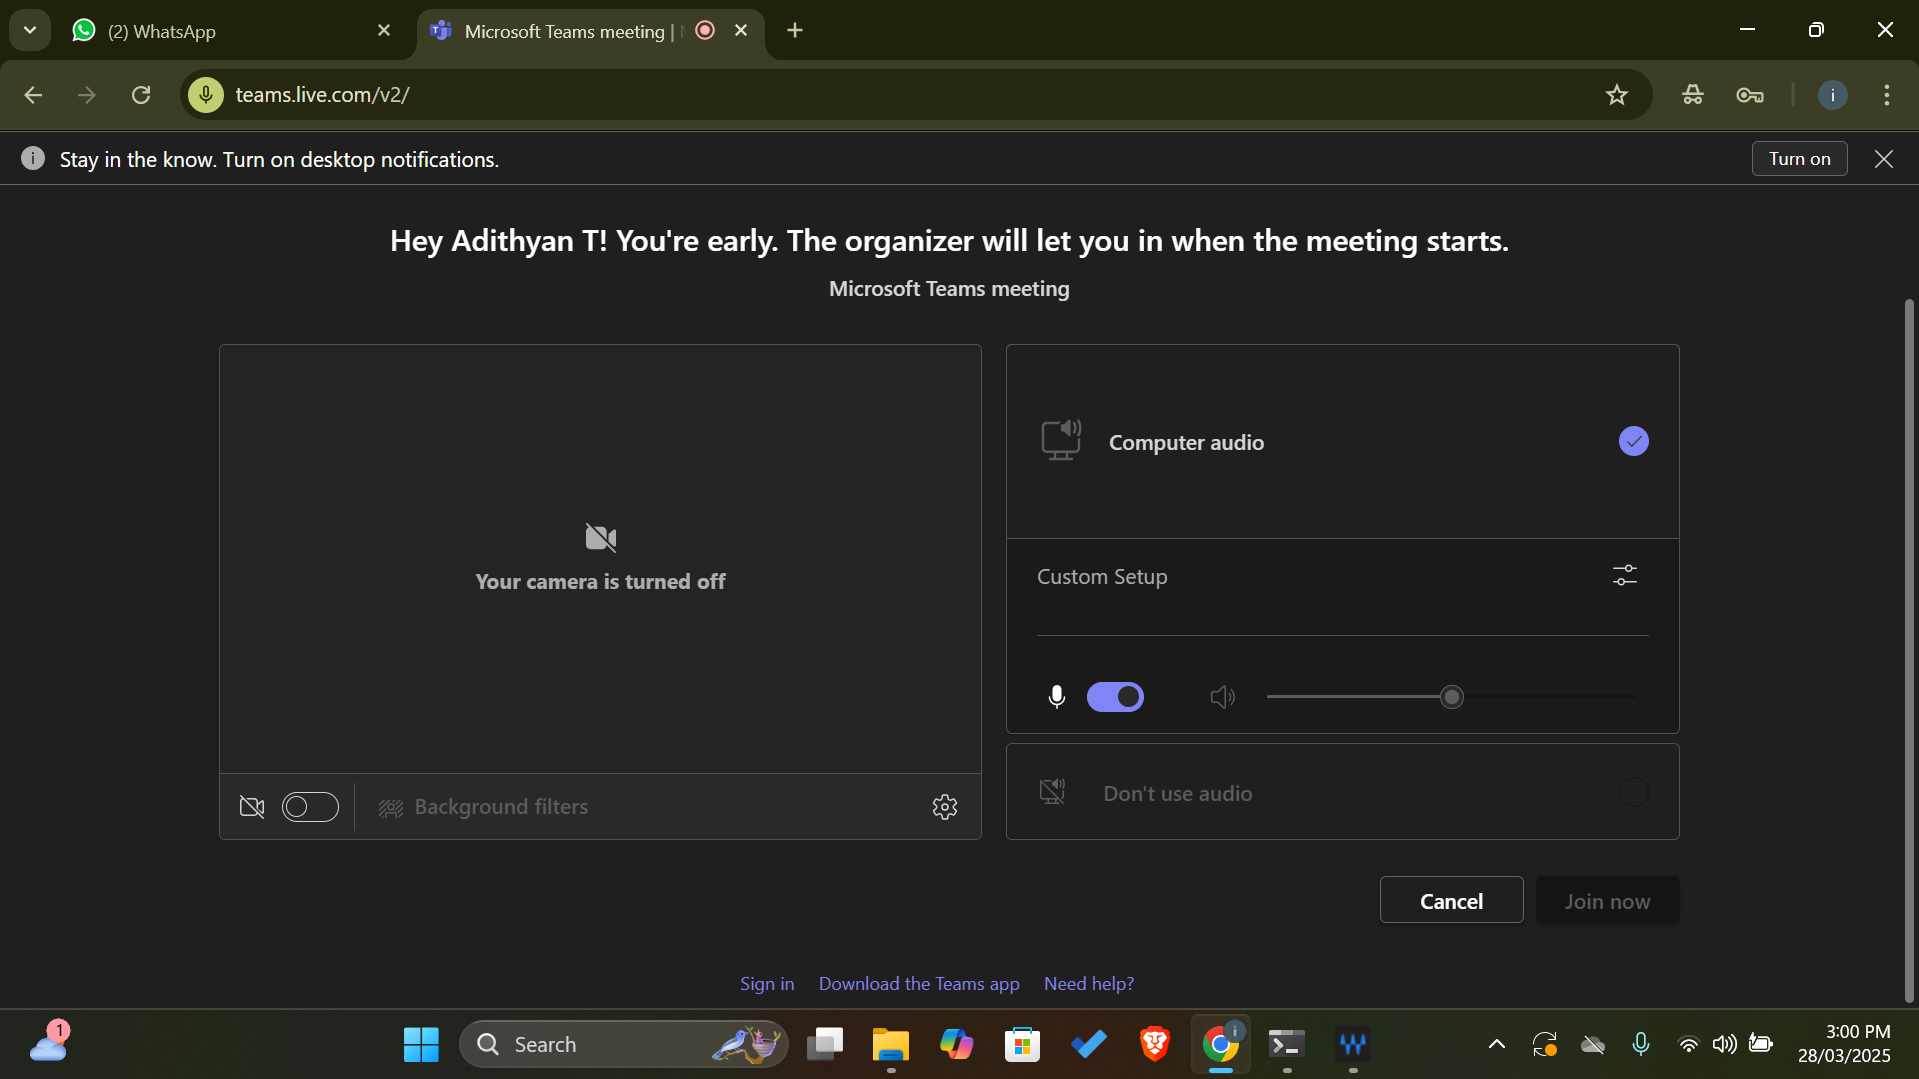 (2) WhatsApp
Microsoft Teams meeting |
teams.live.com/v2/
i
Stay in the know. Turn on desktop notifications.
Turn on
Hey Adithyan T! You're early. The organizer will let you in when the meeting starts.
Microsoft Teams meeting
Computer audio
Your camera is turned off
Custom Setup
Background filters
Don't use audio
Cancel
Join now
Sign in
Download the Teams app
Need help?
1
Search
3:00 PM
28/03/2025